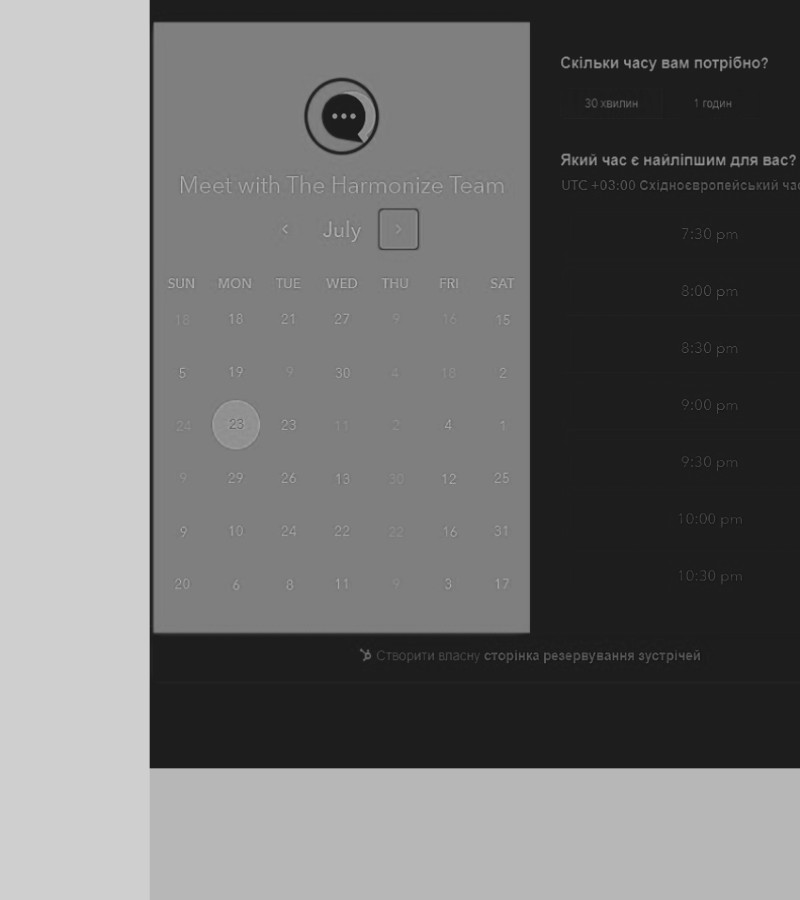 Meet with The Harmonize Team
July
SUN MON TUE WED THU FRI SAT
18 18 21 27 9 16 15
5 19 9 30 4 18 2
24 23 23 11 2 4 1
9 29 26 13 30 12 25
9 10 24 22 22 16 31
20 6 8 11 9 3 17
Скільки часу вам потрібно?
30 хвилин 1 годин
Який час є найліпшим для вас?
UTC +03:00 Східноєвропейський
7:30 pm
8:00 pm
8:30 pm
9:00 pm
9:30 pm
10:00 pm
10:30 pm
Створити власну сторінка резервування зустрічей